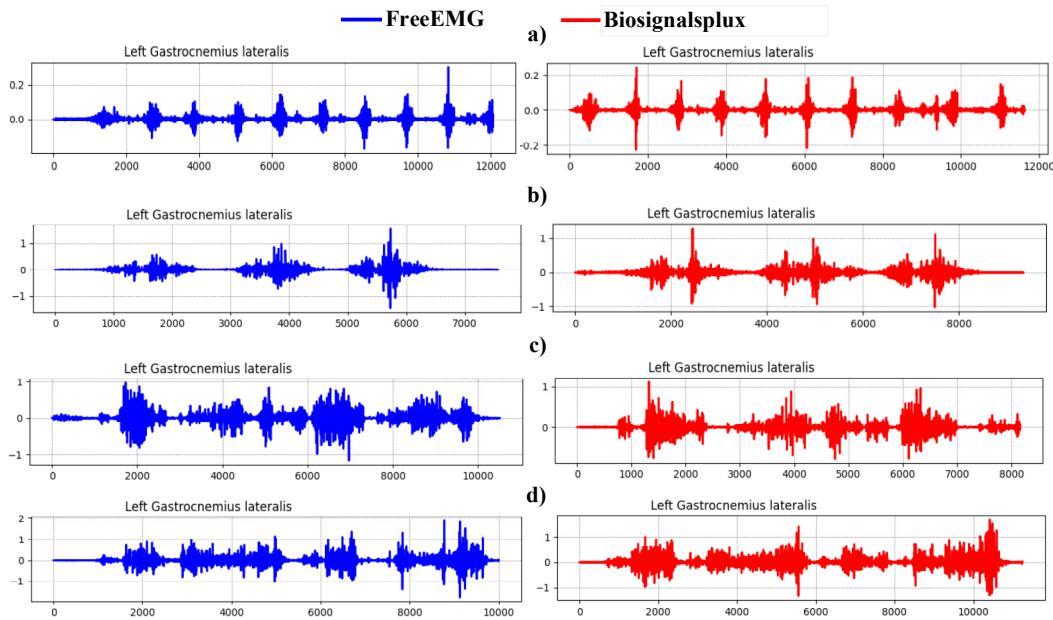 FreeEMG Biosignalsplux
a)
Left Gastrocnemius lateralis Left Gastrocnemius lateralis
0.2 0.2
0.0 0.0
-0.2
0 2000 4000 6000 8000 10000 12000 0 2000 4000 6000 8000 10000 12000
b)
Left Gastrocnemius lateralis Left Gastrocnemius lateralis
1 1
0 0
-1 -1
0 1000 2000 3000 4000 5000 6000 7000 0 2000 4000 6000 8000
c)
Left Gastrocnemius lateralis Left Gastrocnemius lateralis
1 1
0 0
-1
0 2000 4000 6000 8000 10000 0 1000 2000 3000 4000 5000 6000 7000 8000
d)
Left Gastrocnemius lateralis Left Gastrocnemius lateralis
2
1 1
0 0
-1 -1
0 2000 4000 6000 8000 10000 0 2000 4000 6000 8000 10000